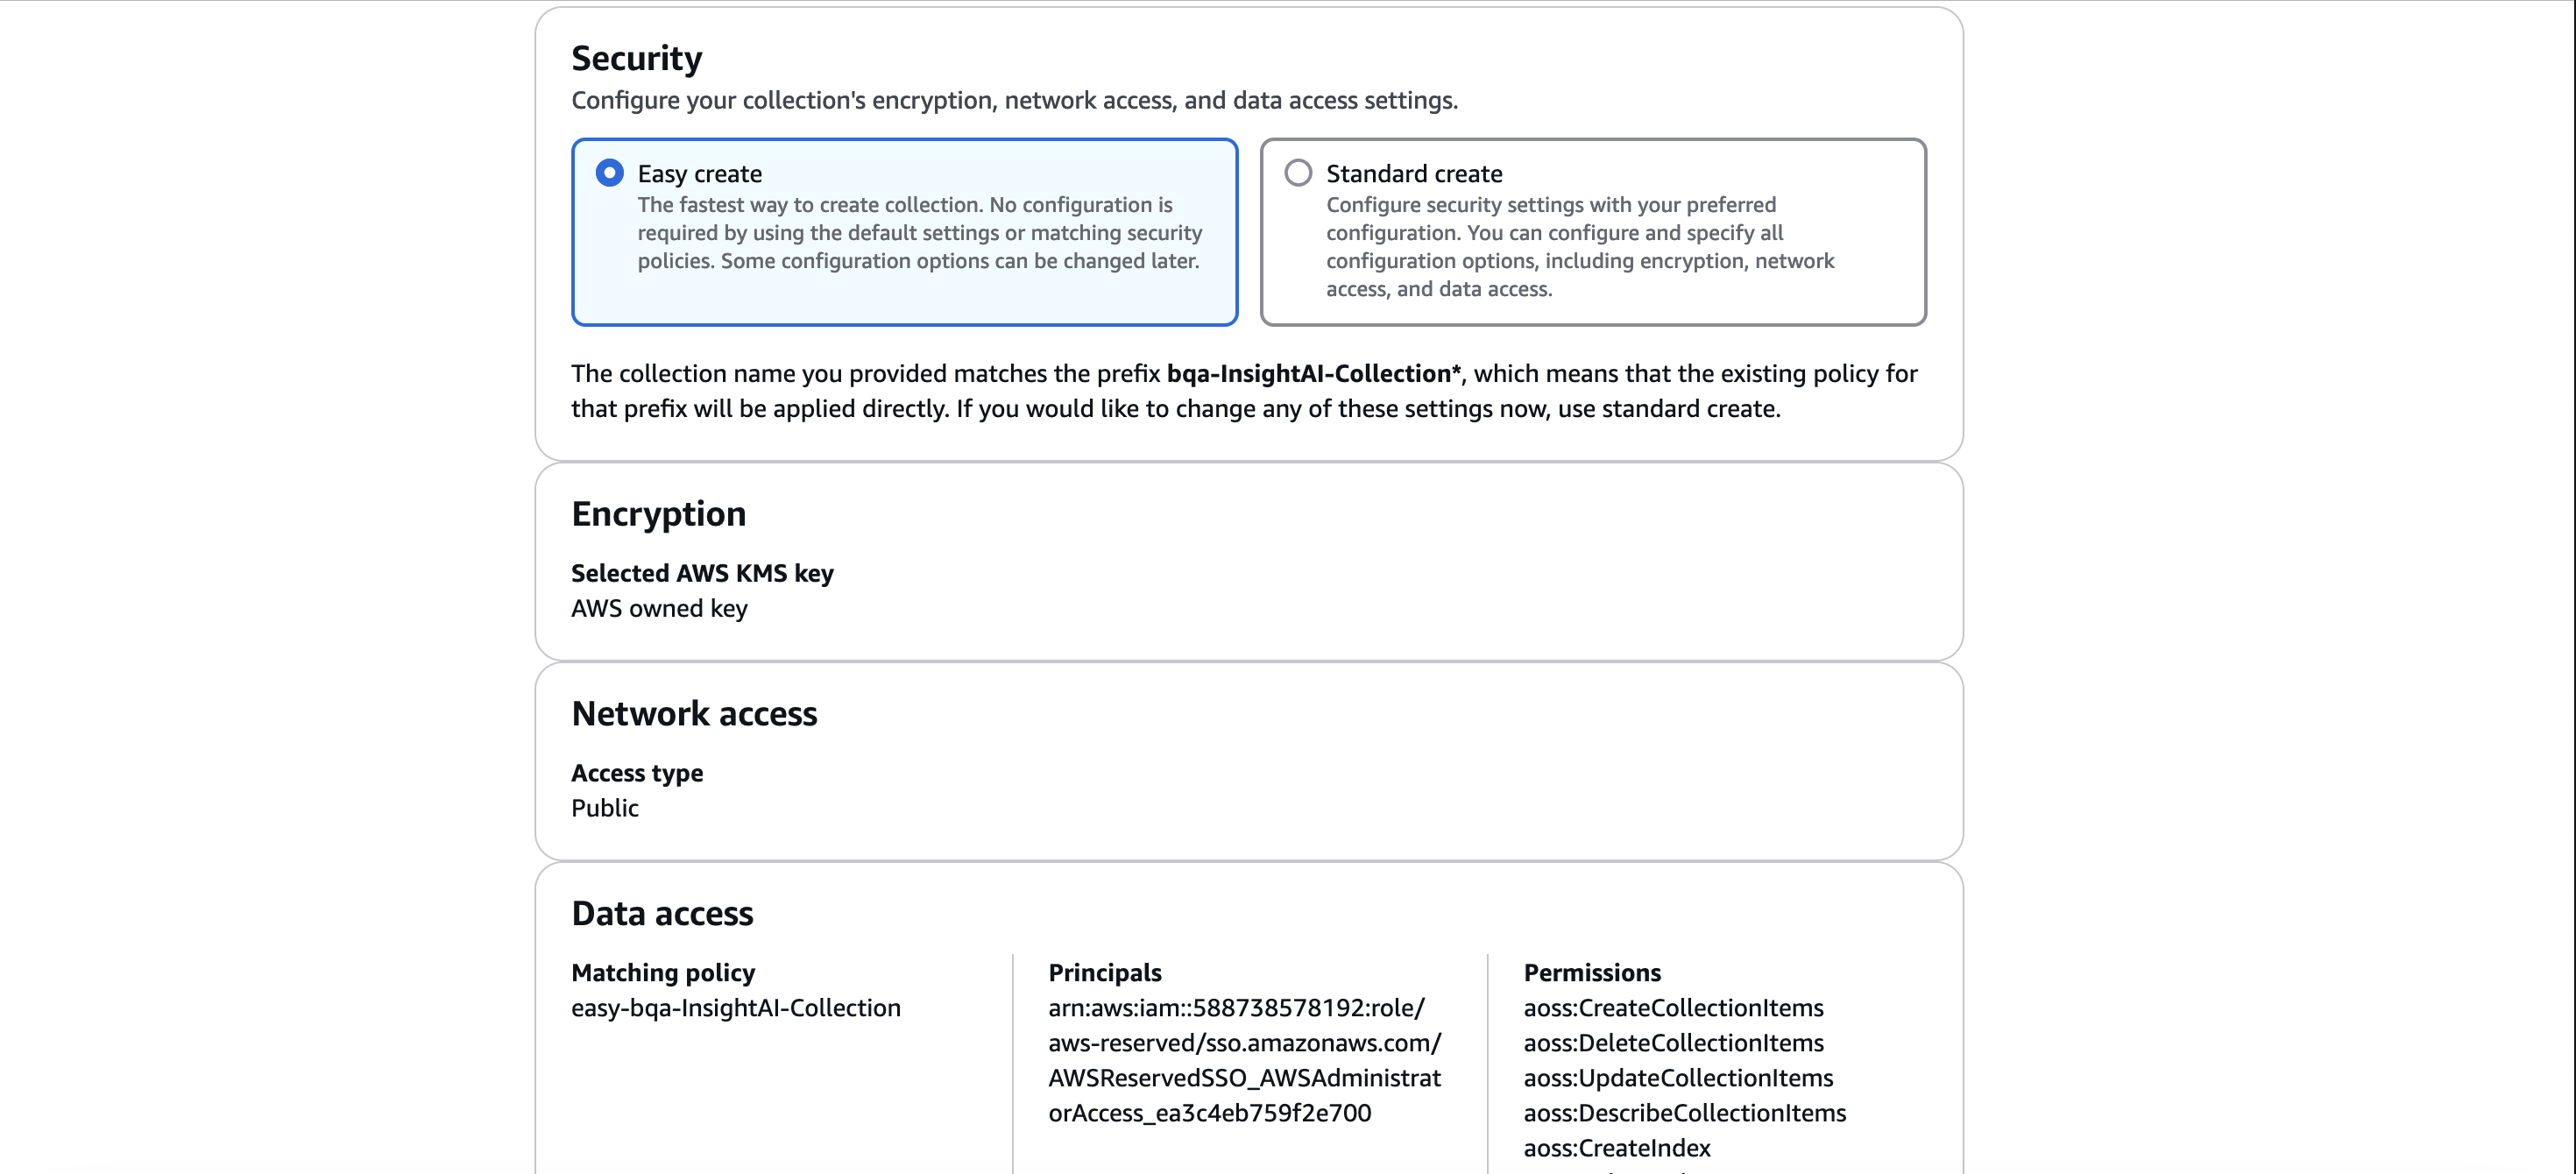 Security
Configure your collection's encryption, network access, and data access settings.
Easy create
The fastest way to create collection. No configuration is
required by using the default settings or matching security
policies. Some configuration options can be changed later.
Standard create
Configure security settings with your preferred
configuration. You can configure and specify all
configuration options, including encryption, network
access, and data access.
The collection name you provided matches the prefix bqa-InsightAI-Collection*, which means that the existing policy for
that prefix will be applied directly. If you would like to change any of these settings now, use standard create.
Encryption
Selected AWS KMS key
AWS owned key
Network access
Access type
Public
Data access
Matching policy
easy-bqa-InsightAI-Collection
Principals
arn:aws:iam::588738578192:role/
aws-reserved/sso.amazonaws.com/
AWSReservedSSO_AWSAdministrat
orAccess_ea3c4eb759f2e700
Permissions
aoss:CreateCollectionItems
aoss:DeleteCollectionItems
aoss:UpdateCollectionItems
aoss:DescribeCollectionItems
aoss:CreateIndex